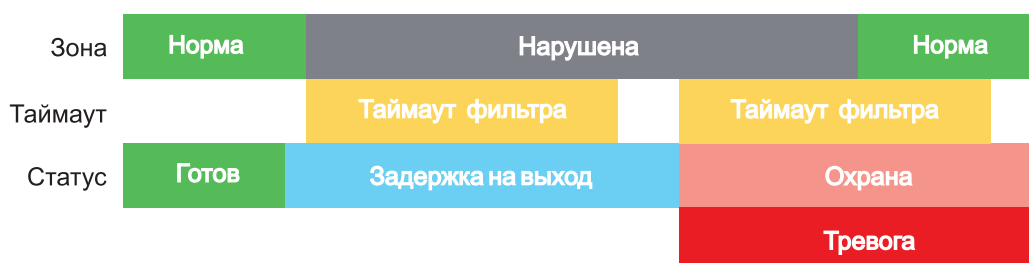 Зона Норма Нарушена Норма
Таймаут Таймаут фильтра Таймаут фильтра
Статус Готов Задержка на выход Охрана
Тревога